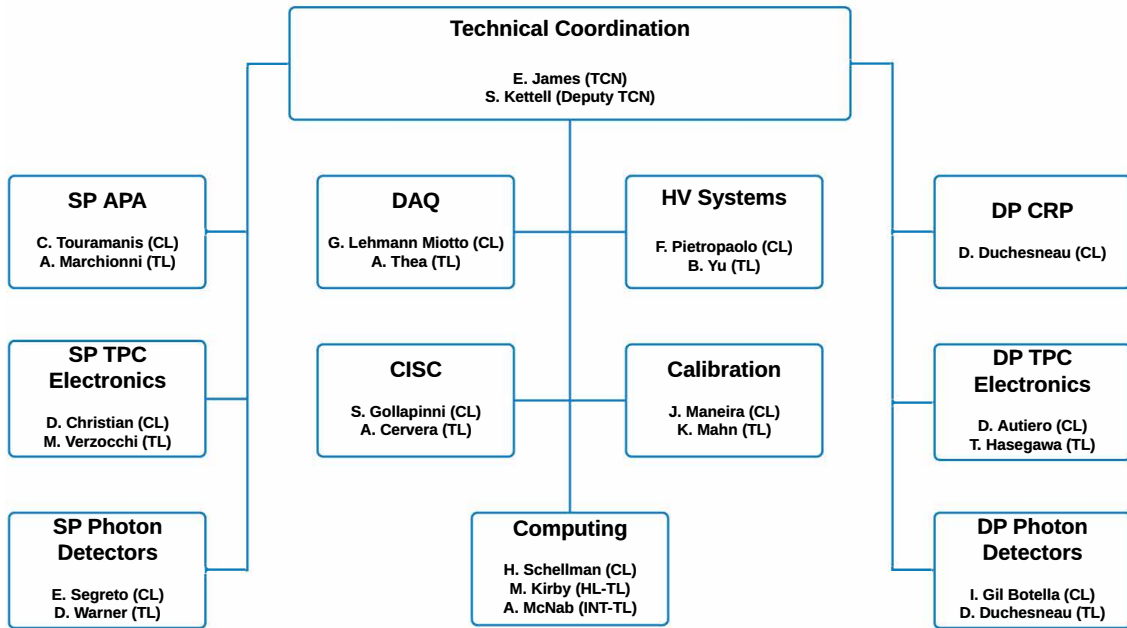 Technical Coordination
E. James (TCN)
S. Kettell (Deputy TCN)
SP APA
C. Touramanis (CL)
A. Marchionni (TL)
DAQ
G. Lehmann Miotto (CL)
A. Thea (TL)
HV Systems
F. Pietropaolo (CL)
B. Yu (TL)
DP CRP
D. Duchesneau (CL)
SP TPC
Electronics
D. Christian (CL)
M. Verzocchi (TL)
CISC
S. Gollapinni (CL)
A. Cervera (TL)
Calibration
J. Maneira (CL)
K. Mahn (TL)
DP TPC
Electronics
D. Autiero (CL)
T. Hasegawa (TL)
SP Photon
Detectors
E. Segreto (CL)
D. Warner (TL)
Computing
H. Schellman (CL)
M. Kirby (HL-TL)
A. McNab (INT-TL)
DP Photon
Detectors
I. Gil Botella (CL)
D. Duchesneau (TL)